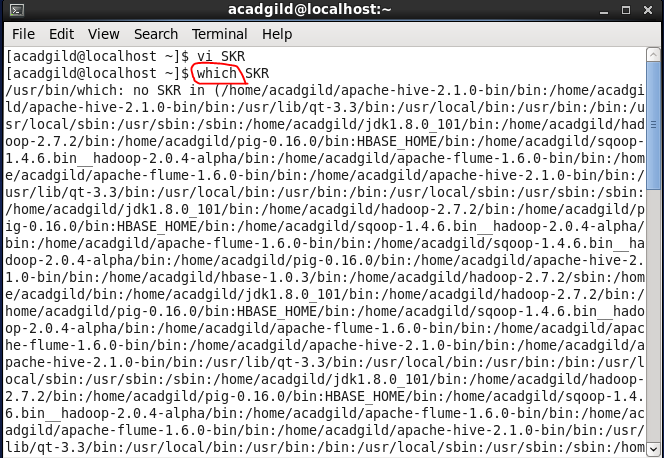 acadgild@localhost:~
File Edit View Search Terminal Help
[acadgild@localhost ~]$ vi SKR
[acadgild@localhost ~]$ which SKR
/usr/bin/which: no SKR in (/home/acadgild/apache-hive-2.1.0-bin/bin:/home/acadgi
ld/apache-hive-2.1.0-bin/bin:/usr/lib/qt-3.3/bin:/usr/local/bin:/usr/bin:/bin:/u
sr/local/sbin:/usr/sbin:/sbin:/home/acadgild/jdk1.8.0_101/bin:/home/acadgild/had
oop-2.7.2/bin:/home/acadgild/pig-0.16.0/bin:HBASE_HOME/bin:/home/acadgild/sqoop-
1.4.6.bin__hadoop-2.0.4-alpha/bin:/home/acadgild/apache-flume-1.6.0-bin/bin:/hom
e/acadgild/apache-flume-1.6.0-bin/bin:/home/acadgild/apache-hive-2.1.0-bin/bin:/
usr/lib/qt-3.3/bin:/usr/local/bin:/usr/bin:/bin:/usr/local/sbin:/usr/sbin:/sbin:
/home/acadgild/jdk1.8.0_101/bin:/home/acadgild/hadoop-2.7.2/bin:/home/acadgild/p
ig-0.16.0/bin:HBASE_HOME/bin:/home/acadgild/sqoop-1.4.6.bin__hadoop-2.0.4-alpha/
bin:/home/acadgild/apache-flume-1.6.0-bin/bin:/home/acadgild/sqoop-1.4.6.bin__ha
doop-2.0.4-alpha/bin:/home/acadgild/pig-0.16.0/bin:/home/acadgild/apache-hive-2.
1.0-bin/bin:/home/acadgild/hbase-1.0.3/bin:/home/acadgild/hadoop-2.7.2/sbin:/hom
e/acadgild/bin:/home/acadgild/jdk1.8.0_101/bin:/home/acadgild/hadoop-2.7.2/bin:/
home/acadgild/pig-0.16.0/bin:HBASE_HOME/bin:/home/acadgild/sqoop-1.4.6.bin__hado
op-2.0.4-alpha/bin:/home/acadgild/apache-flume-1.6.0-bin/bin:/home/acadgild/apac
he-flume-1.6.0-bin/bin:/home/acadgild/apache-hive-2.1.0-bin/bin:/home/acadgild/a
pache-hive-2.1.0-bin/bin:/usr/lib/qt-3.3/bin:/usr/local/bin:/usr/bin:/bin:/usr/l
ocal/sbin:/usr/sbin:/sbin:/home/acadgild/jdk1.8.0_101/bin:/home/acadgild/hadoop-
2.7.2/bin:/home/acadgild/pig-0.16.0/bin:HBASE_HOME/bin:/home/acadgild/sqoop-1.4.
6.bin__hadoop-2.0.4-alpha/bin:/home/acadgild/apache-flume-1.6.0-bin/bin:/home/ac
adgild/apache-flume-1.6.0-bin/bin:/home/acadgild/apache-hive-2.1.0-bin/bin:/usr/
lib/qt-3.3/bin:/usr/local/bin:/usr/bin:/bin:/usr/local/sbin:/usr/sbin:/sbin:/hom